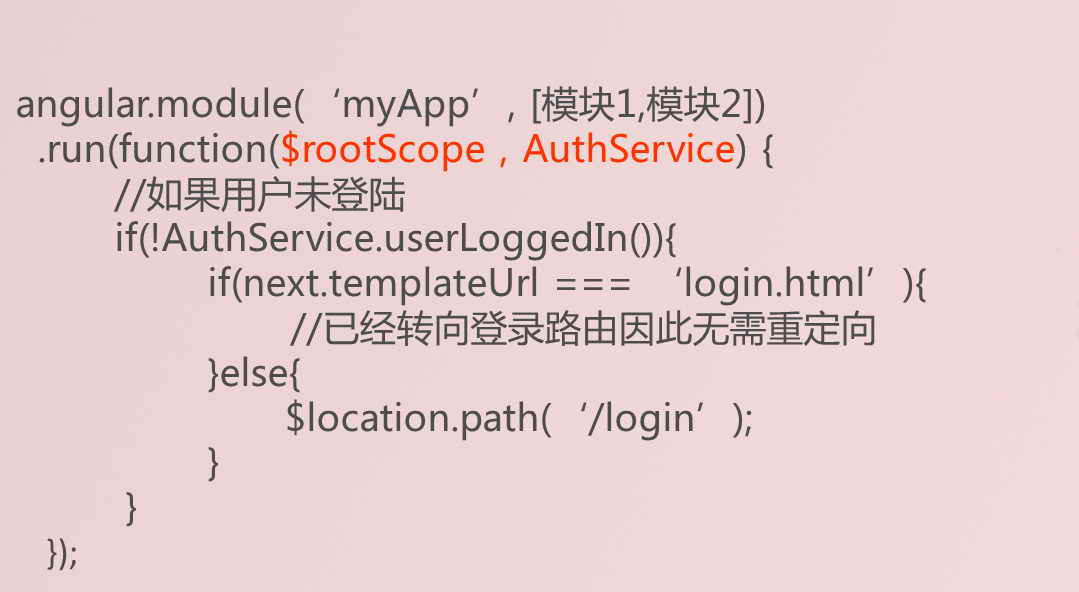 angular.module(‘myApp’, [模块1,模块2])
.run(function($rootScope，AuthService) {
//如果用户未登陆
if(!AuthService.userLoggedIn()){
if(next.templateUrl === ‘login.html’){
//已经转向登录路由因此无需重定向
}else{
$location.path(‘/login’);
}
}
});